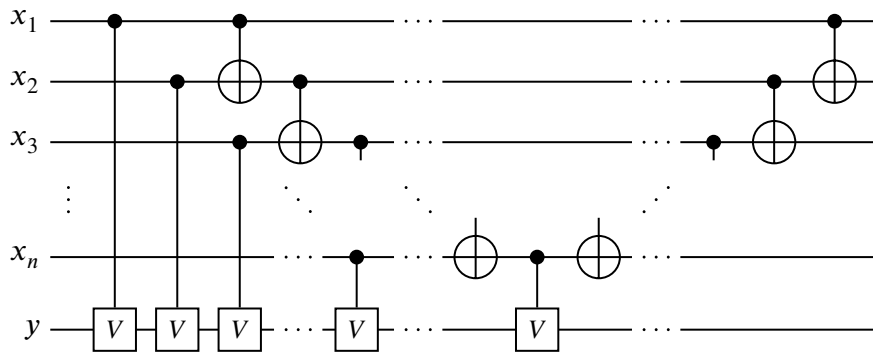 x₁ ··· ···
x₂ ··· ···
x₃ ··· ···
⋮ ⋱ ⋱ ⋰
xₙ ··· ··· ···
y V V V ··· V ··· V ···